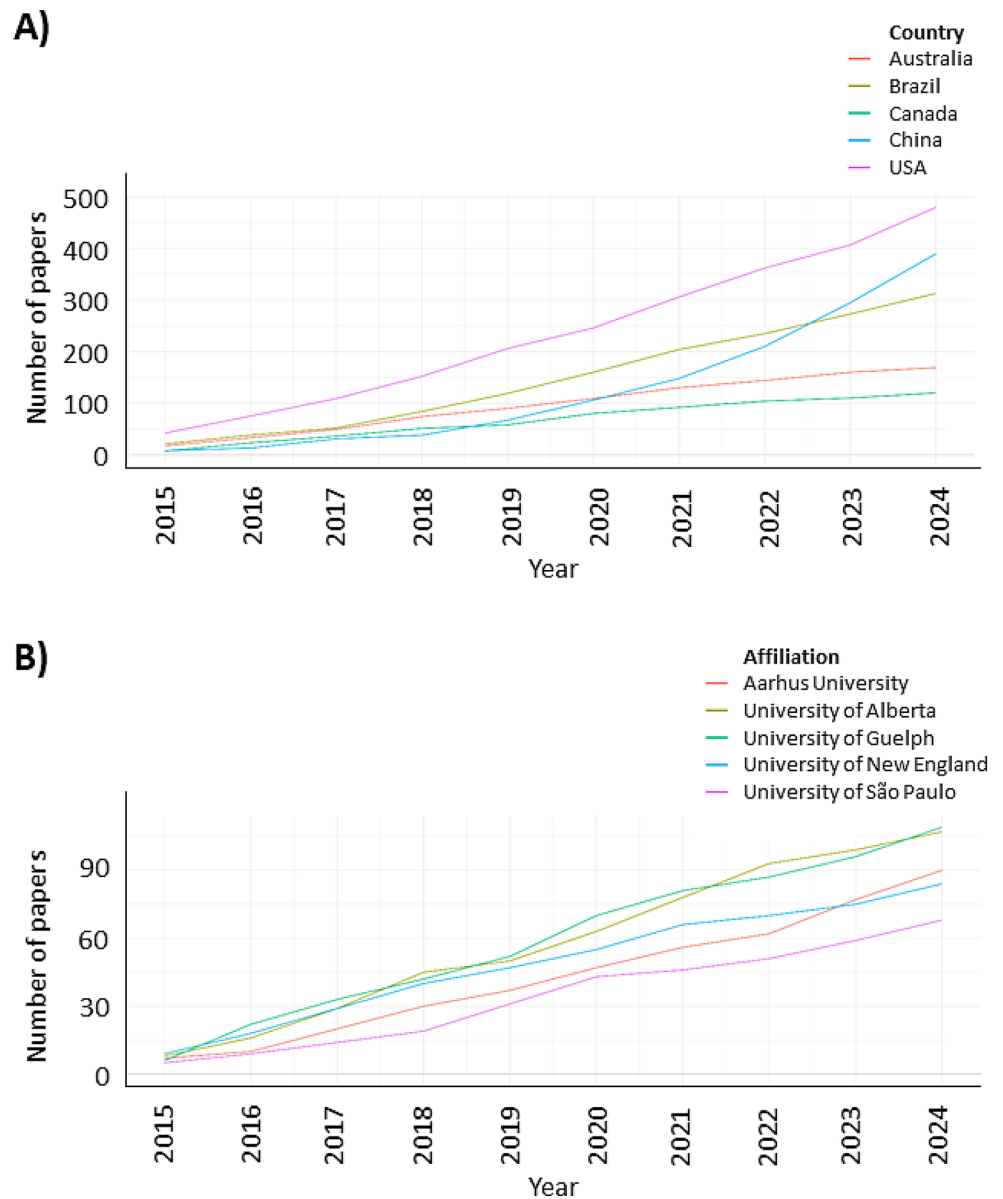 A)
Country
Australia
Brazil
Canada
China
USA
Number of papers
500
400
300
200
100
0
2015
2016
2017
2018
2019
2020
2021
2022
2023
2024
Year
B)
Affiliation
Aarhus University
University of Alberta
University of Guelph
University of New England
University of São Paulo
Number of papers
90
60
30
0
2015
2016
2017
2018
2019
2020
2021
2022
2023
2024
Year